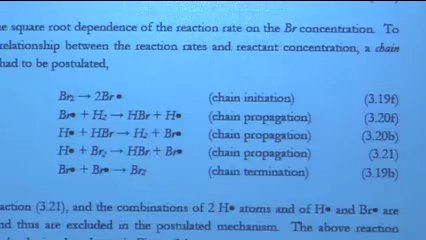 e square root dependence of the reaction rate on the Br concentration. To
relationship between the reaction rates and reactant concentration, a chain
had to be postulated,
Br₂ → 2Br• (chain initiation) (3.19f)
Br• + H₂ → HBr + H• (chain propagation) (3.20f)
H• + HBr → H₂ + Br• (chain propagation) (3.20b)
H• + Br₂ → HBr + Br• (chain propagation) (3.21)
Br• + Br• → Br₂ (chain termination) (3.19b)
action (3.21), and the combinations of 2 H• atoms and of H• and Br• are
nd thus are excluded in the postulated mechanism. The above reaction